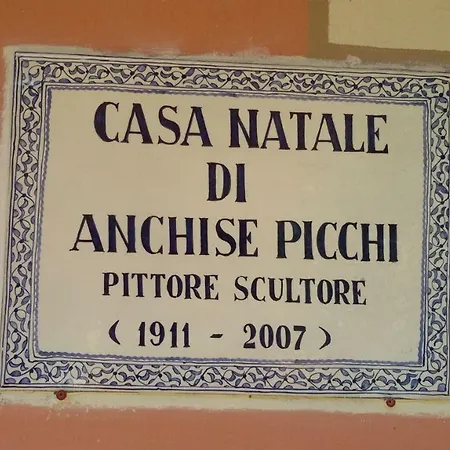 CASA NATALE
DI
ANCHISE PICCHI
PITTORE SCULTORE
( 1911 - 2007 )